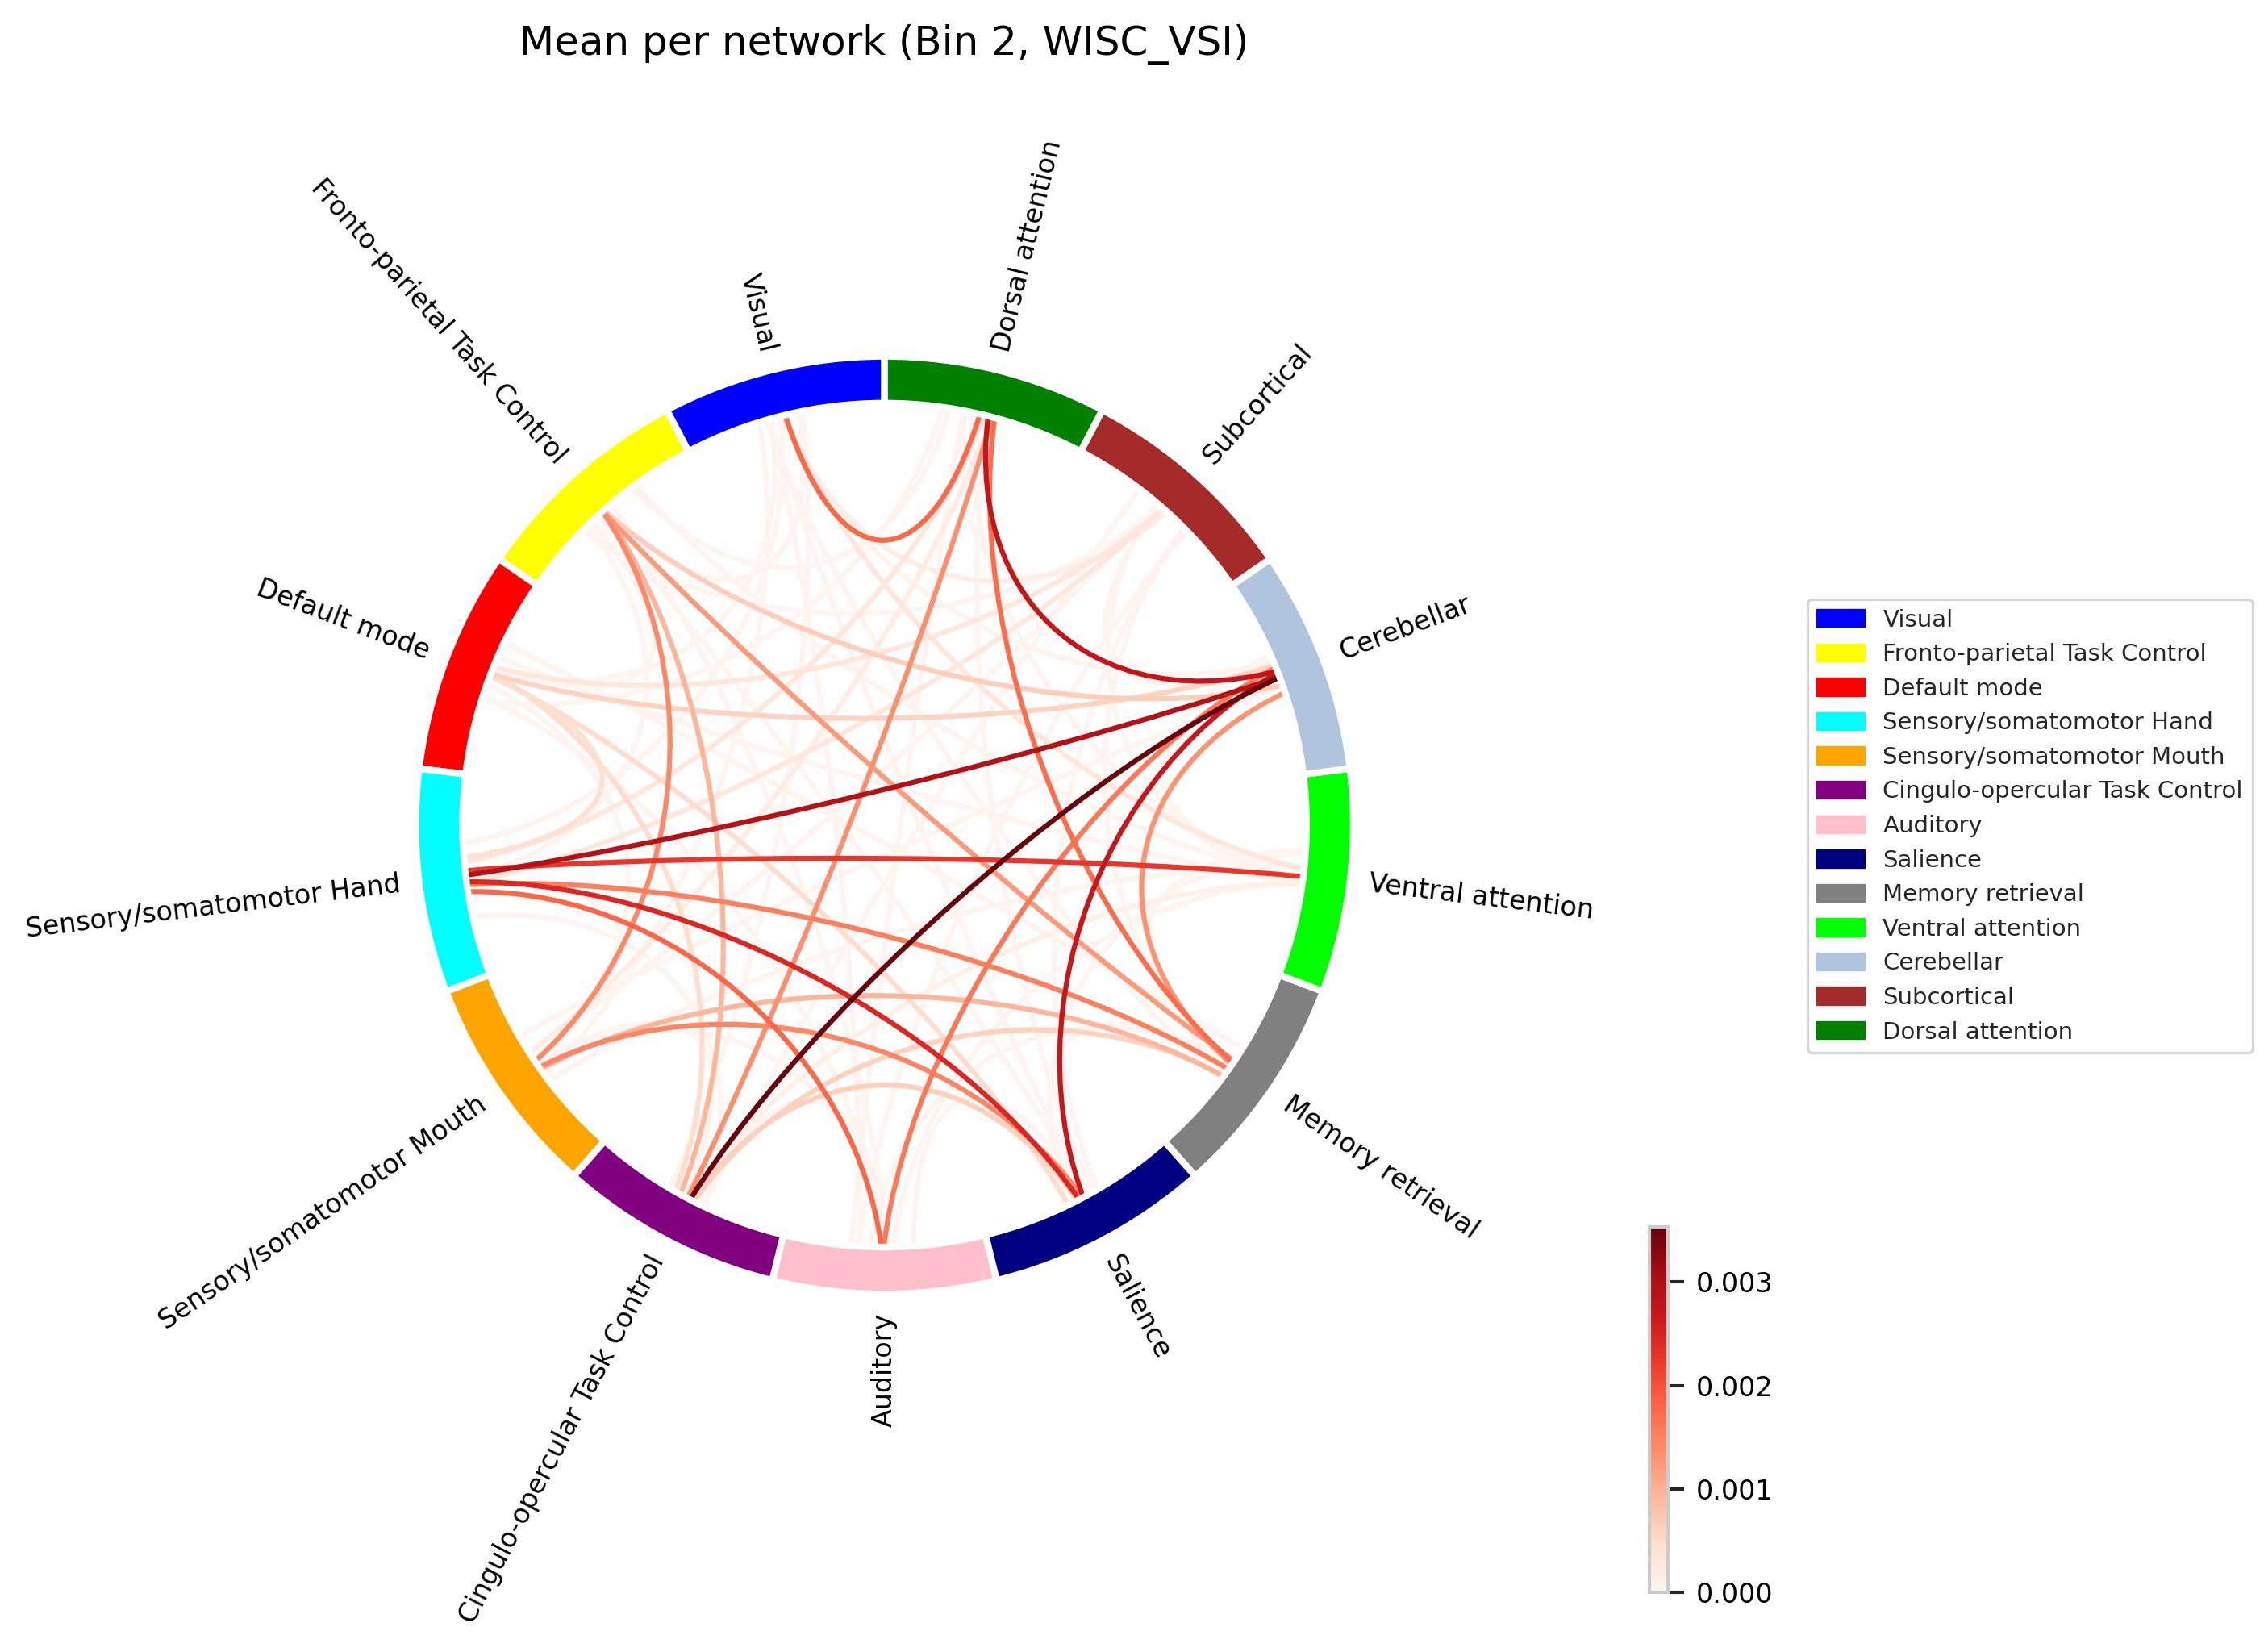 Mean per network (Bin 2, WISC_VSI)
Dorsal attention
Visual
Fronto-parietal Task Control
Subcortical
Default mode
Cerebellar
Sensory/somatomotor Hand
Ventral attention
Sensory/somatomotor Mouth
Memory retrieval
Cingulo-opercular Task Control
Auditory
Salience
Visual
Fronto-parietal Task Control
Default mode
Sensory/somatomotor Hand
Sensory/somatomotor Mouth
Cingulo-opercular Task Control
Auditory
Salience
Memory retrieval
Ventral attention
Cerebellar
Subcortical
Dorsal attention
0.003
0.002
0.001
0.000